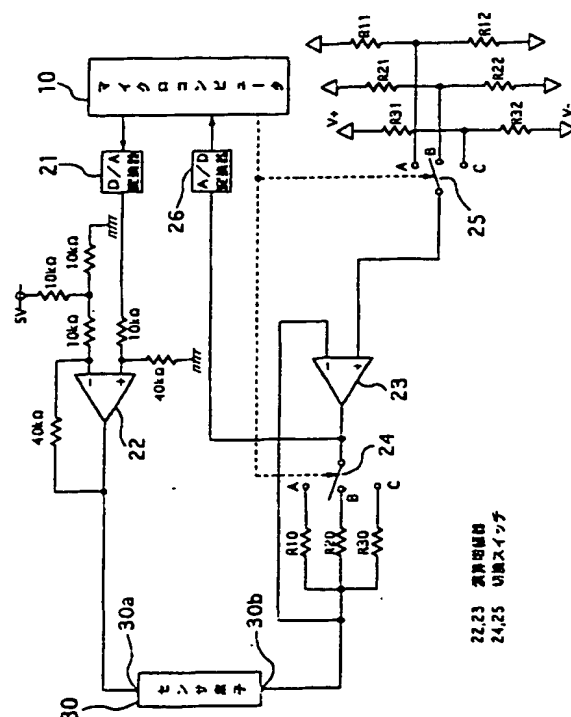 10
マイクロコンピュータ
21
D/A
変換器
26
A/D
変換器
5V
10kΩ
10kΩ
10kΩ
10kΩ
40kΩ
40kΩ
22
23
24
25
A
B
C
A
B
C
R10
R20
R30
R11
R12
R21
R22
R31
R32
V+
V-
30
30a
30b
センサ素子
22,23 演算増幅器
24,25 切換スイッチ